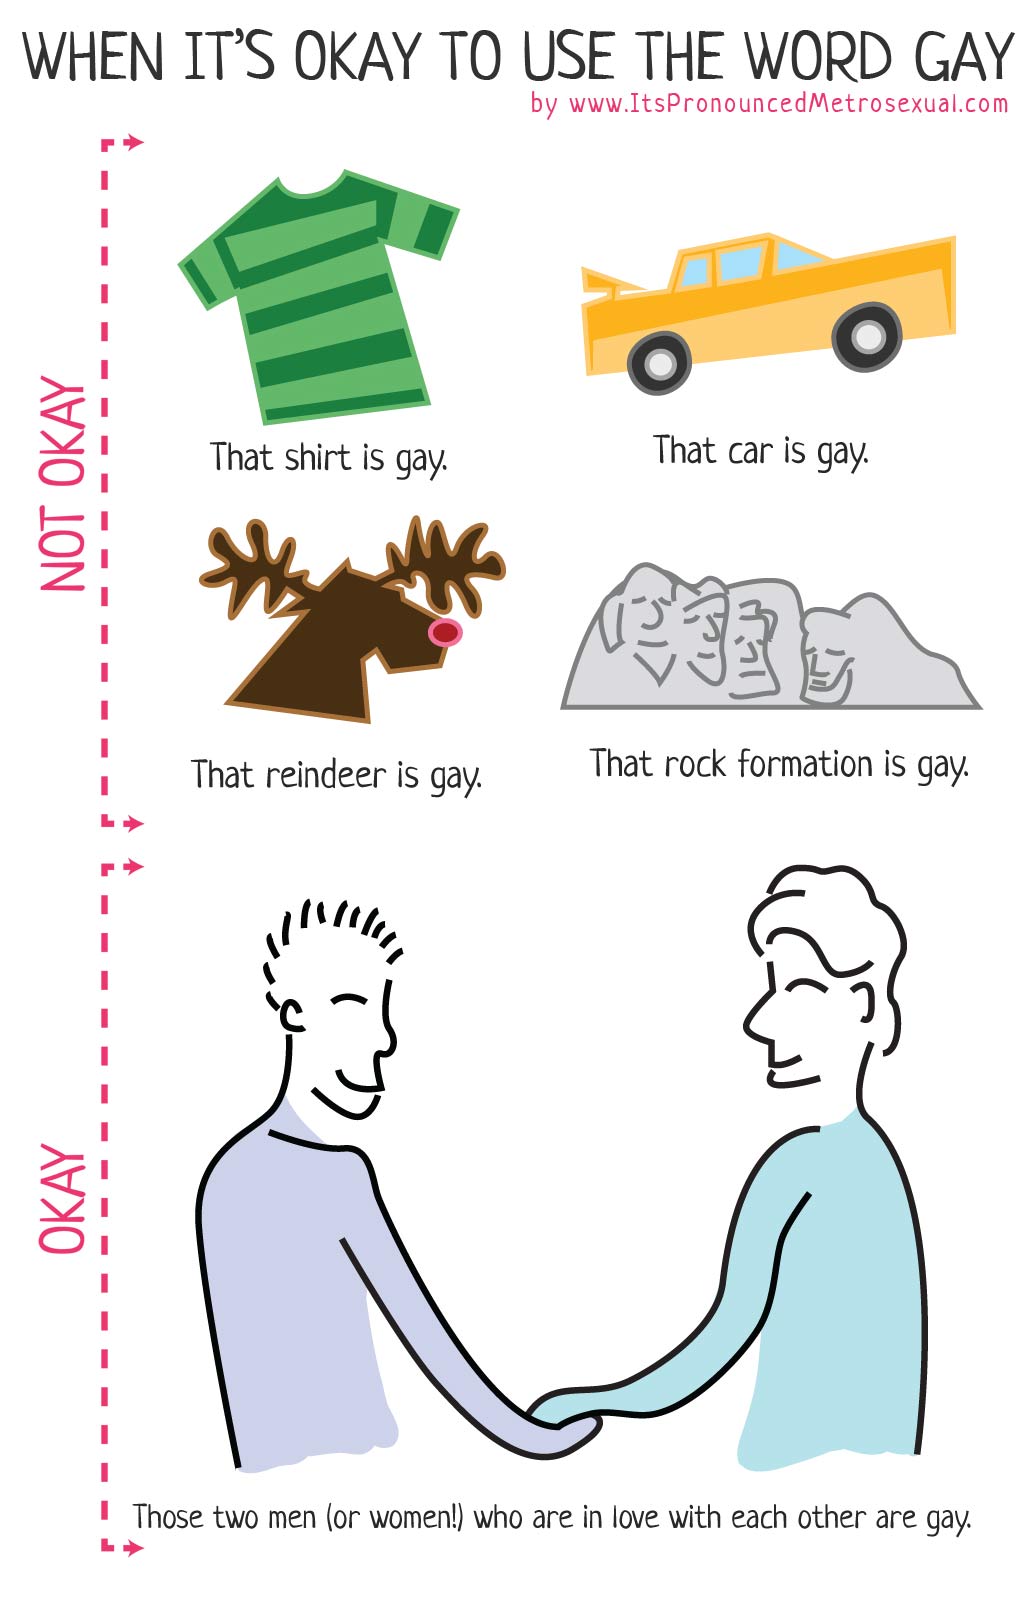 WHEN IT'S OKAY TO USE THE WORD GAY
by www.ItsPronouncedMetrosexual.com
NOT OKAY
That shirt is gay.
That car is gay.
That reindeer is gay.
That rock formation is gay.
OKAY
Those two men (or women!) who are in love with each other are gay.